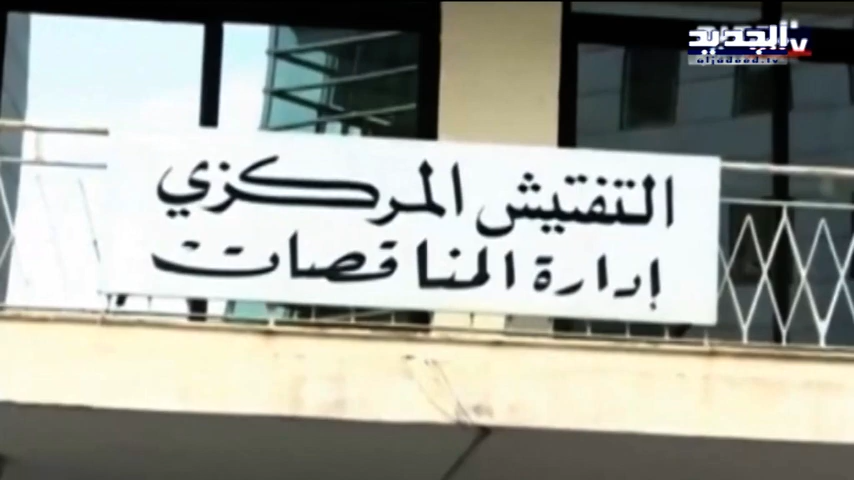 الجديد
aljadeed.tv
التفتيش المركزي
إدارة المناقصات